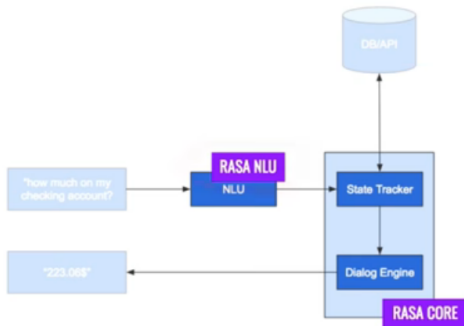 DB/API
RASA NLU
"how much on my
checking account?
NLU
State Tracker
"223.06$"
Dialog Engine
RASA CORE